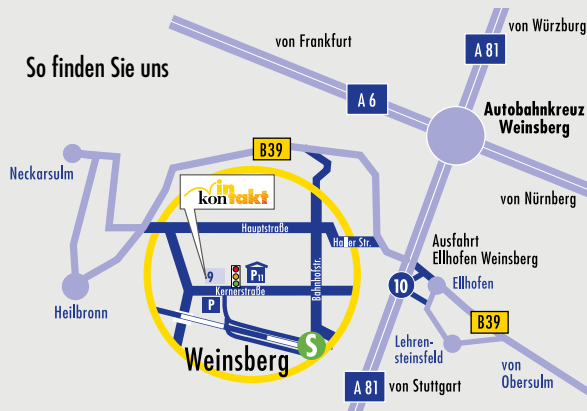 von Würzburg
A 81
von Frankfurt
So finden Sie uns
A 6
Autobahnkreuz
Weinsberg
B39
Neckarsulm
in
kontakt
von Nürnberg
Hauptstraße
Haller Str.
Ausfahrt
Ellhofen Weinsberg
9
P11
Bahnhofstr.
10
Ellhofen
Kernerstraße
P
Heilbronn
B39
S
Lehren-
steinsfeld
Weinsberg
von
Obersulm
A 81
von Stuttgart